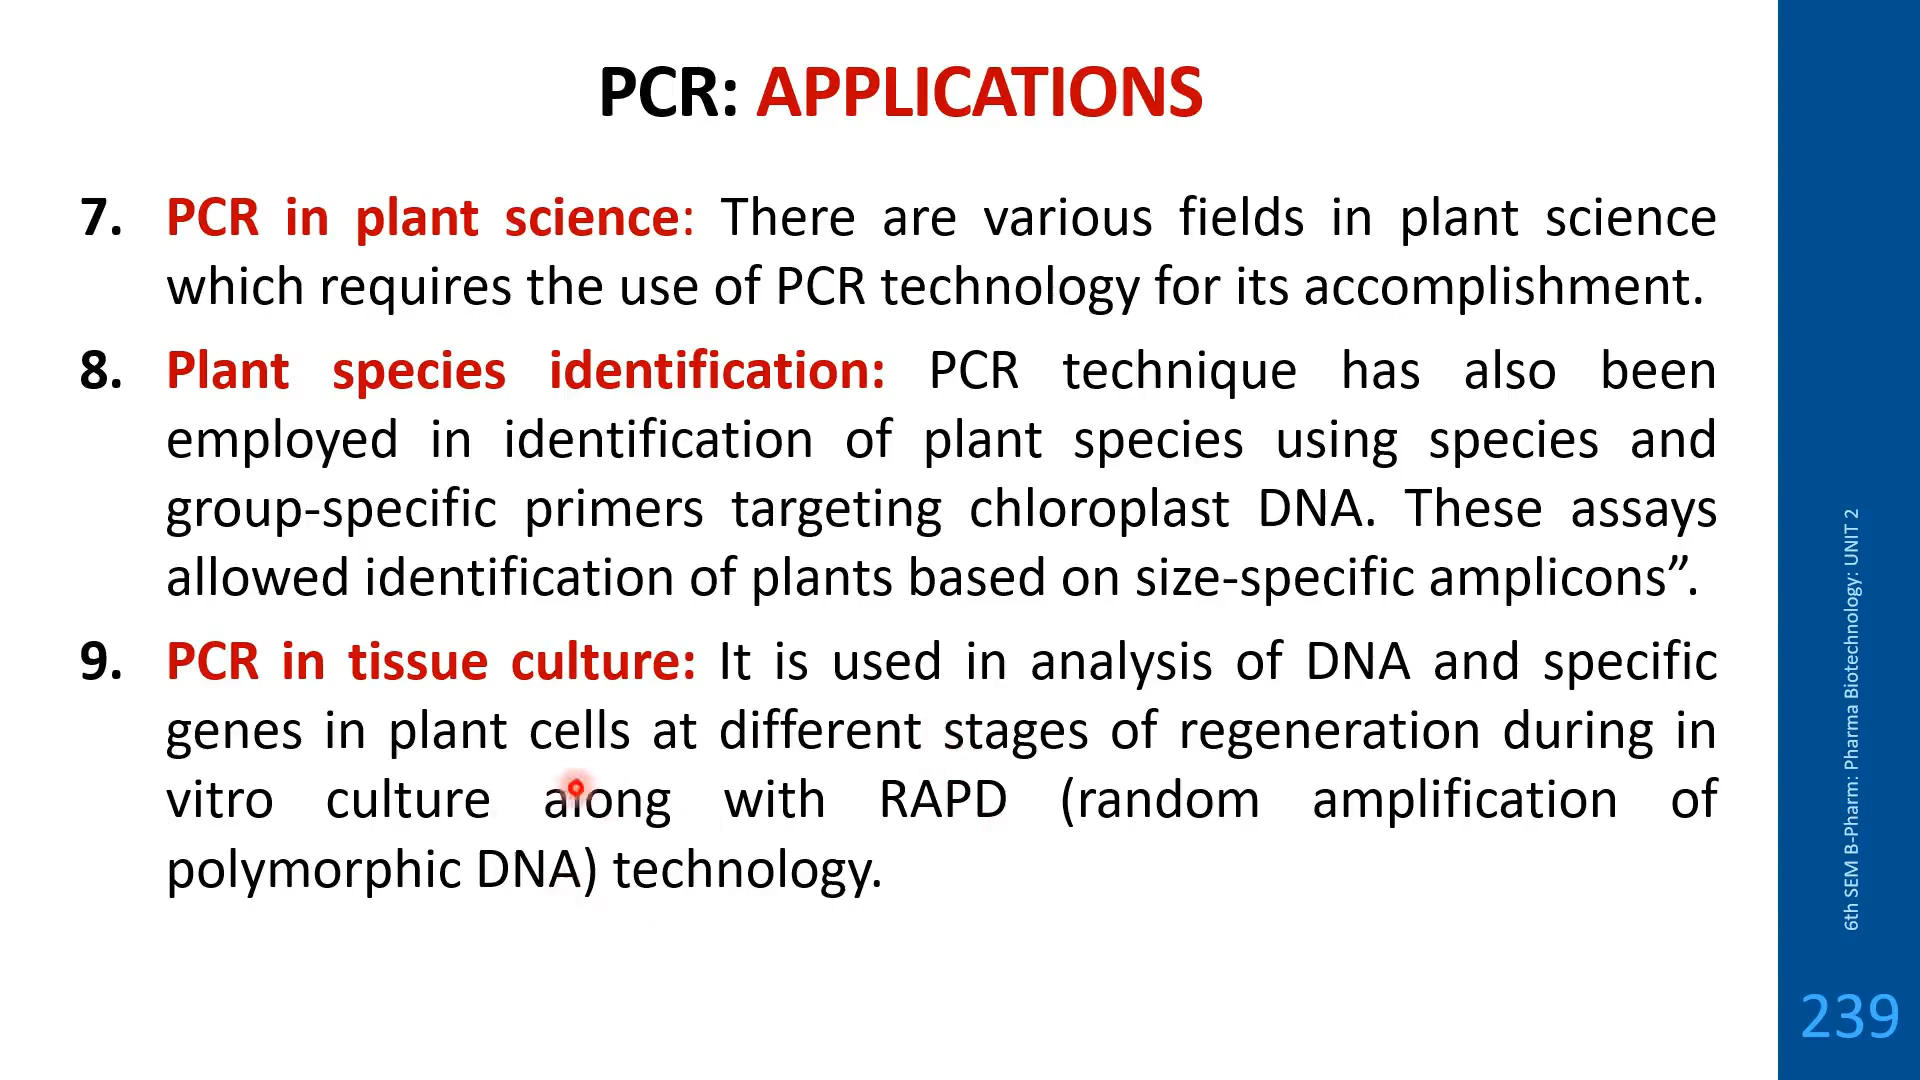 PCR: APPLICATIONS
7. PCR in plant science: There are various fields in plant science
which requires the use of PCR technology for its accomplishment.
8. Plant species identification: PCR technique has also been
employed in identification of plant species using species and
group-specific primers targeting chloroplast DNA. These assays
allowed identification of plants based on size-specific amplicons”.
9. PCR in tissue culture: It is used in analysis of DNA and specific
genes in plant cells at different stages of regeneration during in
vitro culture along with RAPD (random amplification of
polymorphic DNA) technology.
6th SEM B-Pharm: Pharma Biotechnology: UNIT 2
239